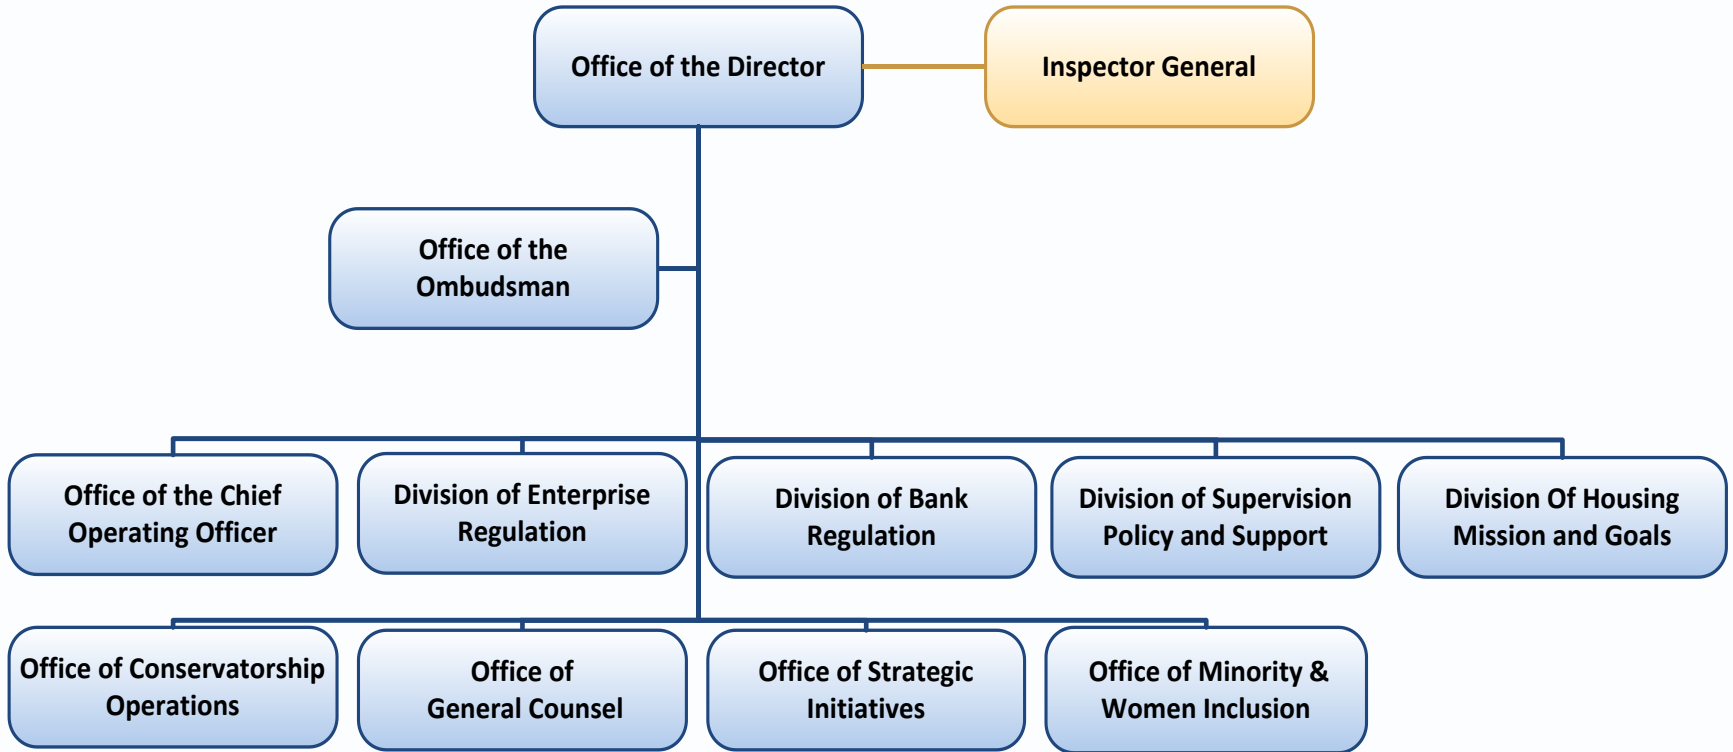 Office of the Director
Inspector General
Office of the
Ombudsman
Office of the Chief
Operating Officer
Division of Enterprise
Regulation
Division of Bank
Regulation
Division of Supervision
Policy and Support
Division Of Housing
Mission and Goals
Office of Conservatorship
Operations
Office of
General Counsel
Office of Strategic
Initiatives
Office of Minority &
Women Inclusion